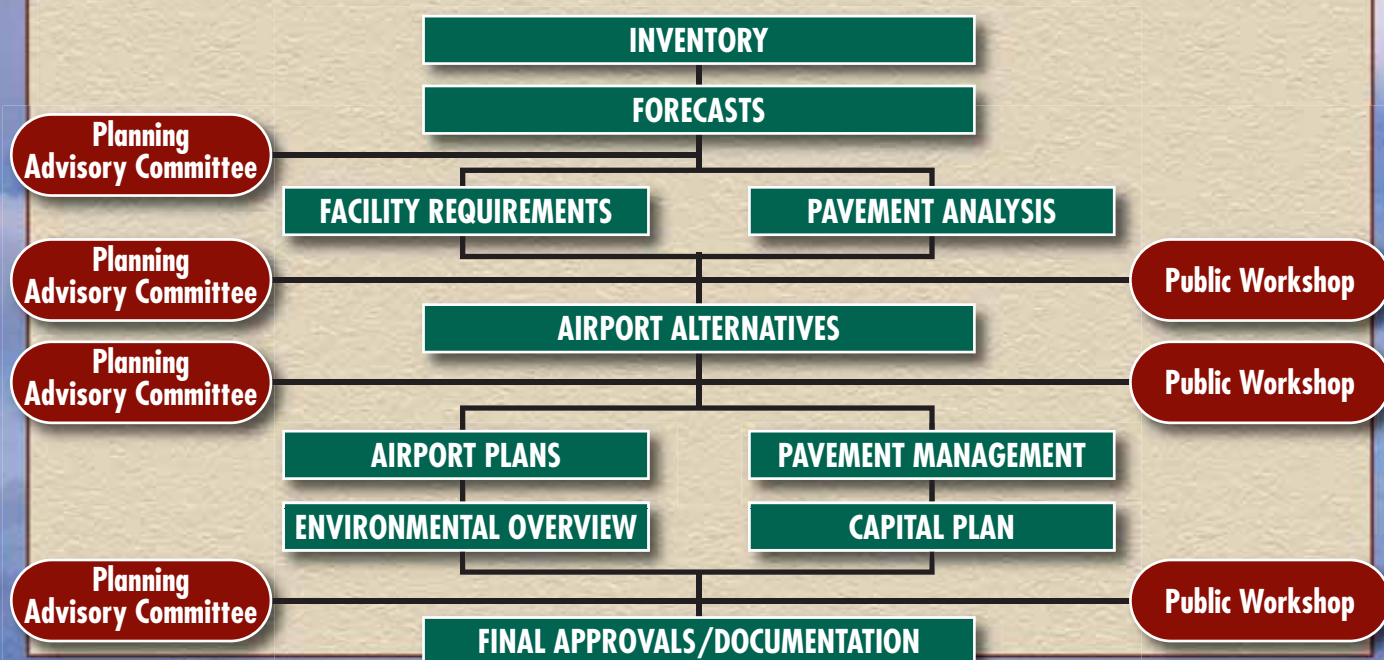 INVENTORY
FORECASTS
Planning
Advisory Committee
FACILITY REQUIREMENTS
PAVEMENT ANALYSIS
Planning
Advisory Committee
Public Workshop
AIRPORT ALTERNATIVES
Planning
Advisory Committee
Public Workshop
AIRPORT PLANS
PAVEMENT MANAGEMENT
ENVIRONMENTAL OVERVIEW
CAPITAL PLAN
Planning
Advisory Committee
Public Workshop
FINAL APPROVALS/DOCUMENTATION